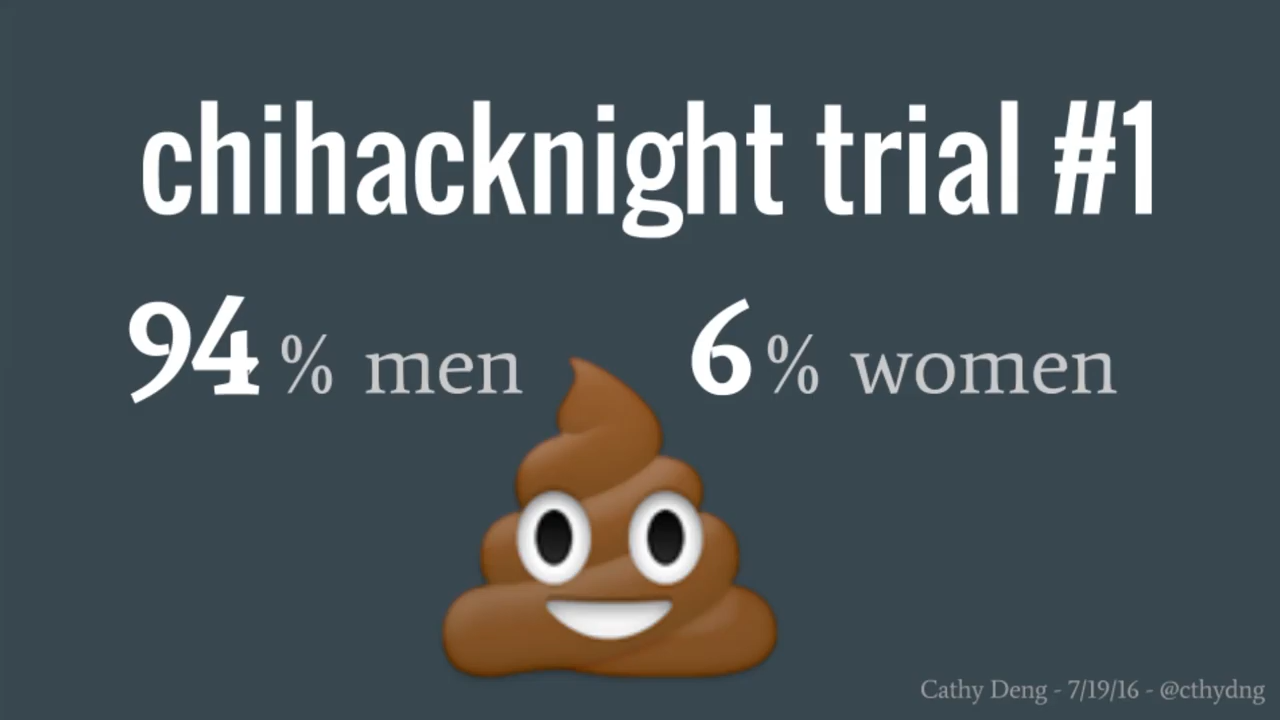 chihacknight trial #1
94 % men 6 % women
Cathy Deng - 7/19/16 - @cthydng